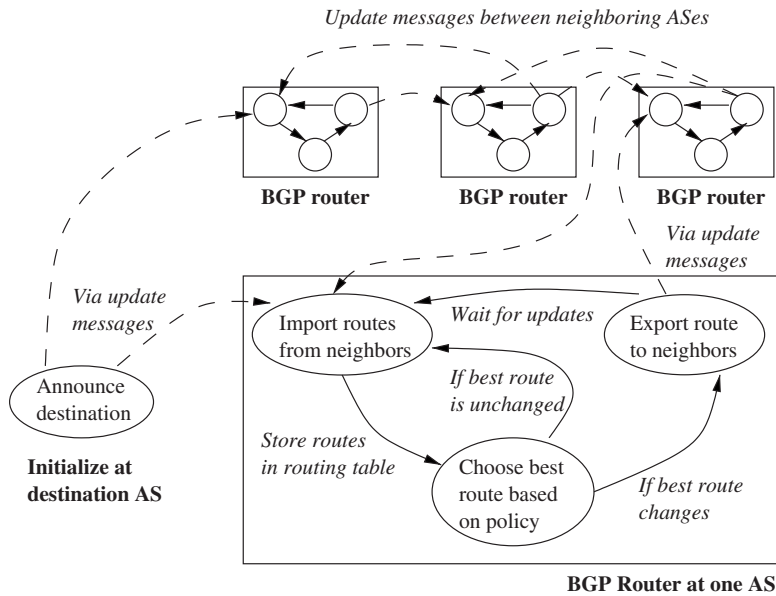 Update messages between neighboring ASes
BGP router
BGP router
BGP router
Via update
messages
Via update
messages
Import routes
from neighbors
Wait for updates
Export route
to neighbors
Announce
destination
If best route
is unchanged
Store routes
in routing table
Initialize at
destination AS
Choose best
route based
on policy
If best route
changes
BGP Router at one AS